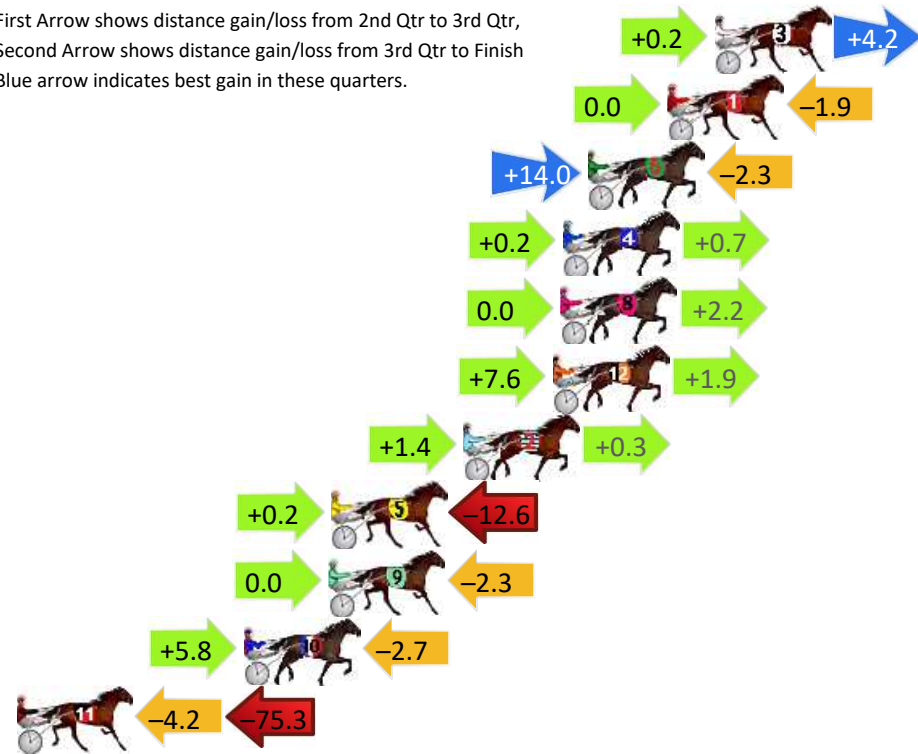 First Arrow shows distance gain/loss from 2nd Qtr to 3rd Qtr,
Second Arrow shows distance gain/loss from 3rd Qtr to Finish
Blue arrow indicates best gain in these quarters.
+0.2 3 +4.2
0.0 1 –1.9
+14.0 –2.3
+0.2 4 +0.7
0.0 8 +2.2
+7.6 12 +1.9
+1.4 2 +0.3
+0.2 5 –12.6
0.0 9 –2.3
+5.8 10 –2.7
11 –4.2 –75.3